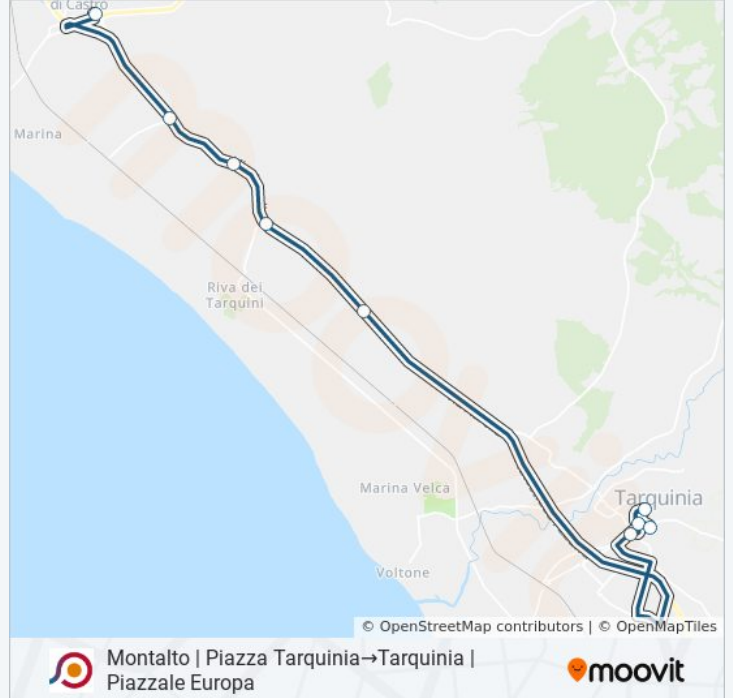 di Castro
Marina
Riva dei
Tarquini
Marina Velca
Tarquinia
Voltone
© OpenStreetMap contributors | © OpenMapTiles
Montalto | Piazza Tarquinia→Tarquinia |
Piazzale Europa
moovit